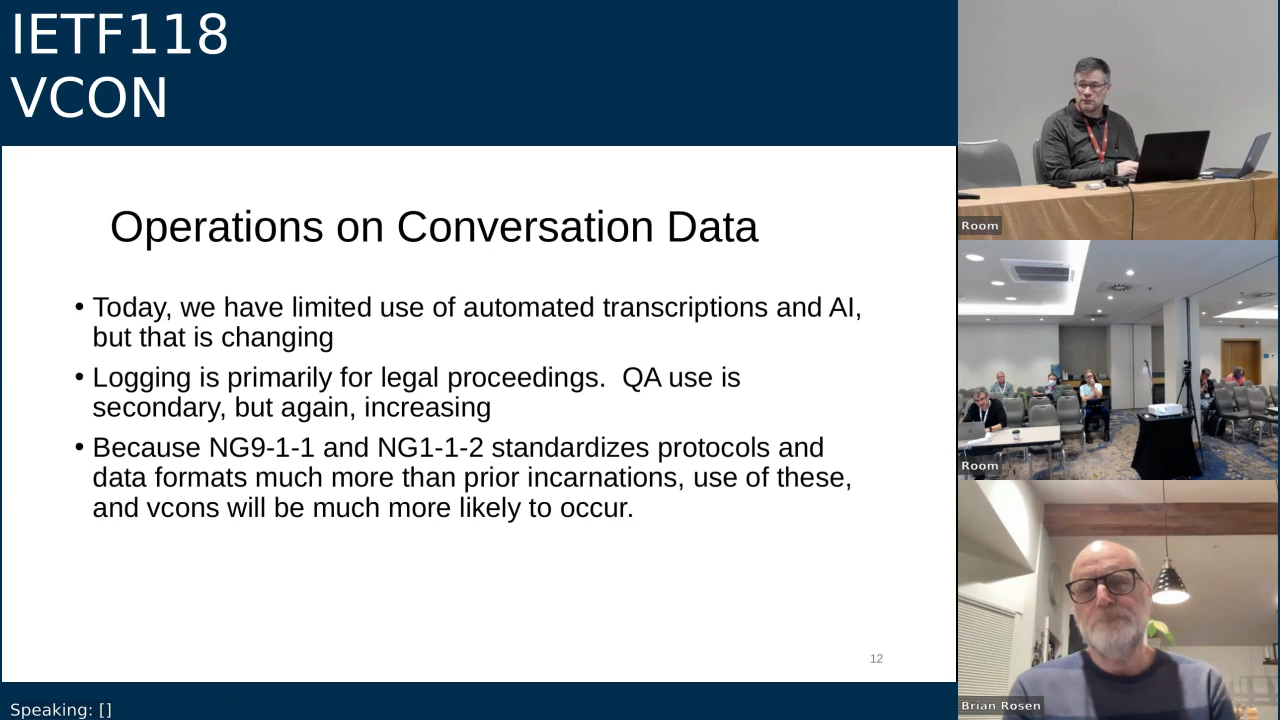 IETF118
VCON
Operations on Conversation Data
• Today, we have limited use of automated transcriptions and AI,
but that is changing
• Logging is primarily for legal proceedings.  QA use is
secondary, but again, increasing
• Because NG9-1-1 and NG1-1-2 standardizes protocols and
data formats much more than prior incarnations, use of these,
and vcons will be much more likely to occur.
12
Speaking: []
Room
Room
Brian Rosen